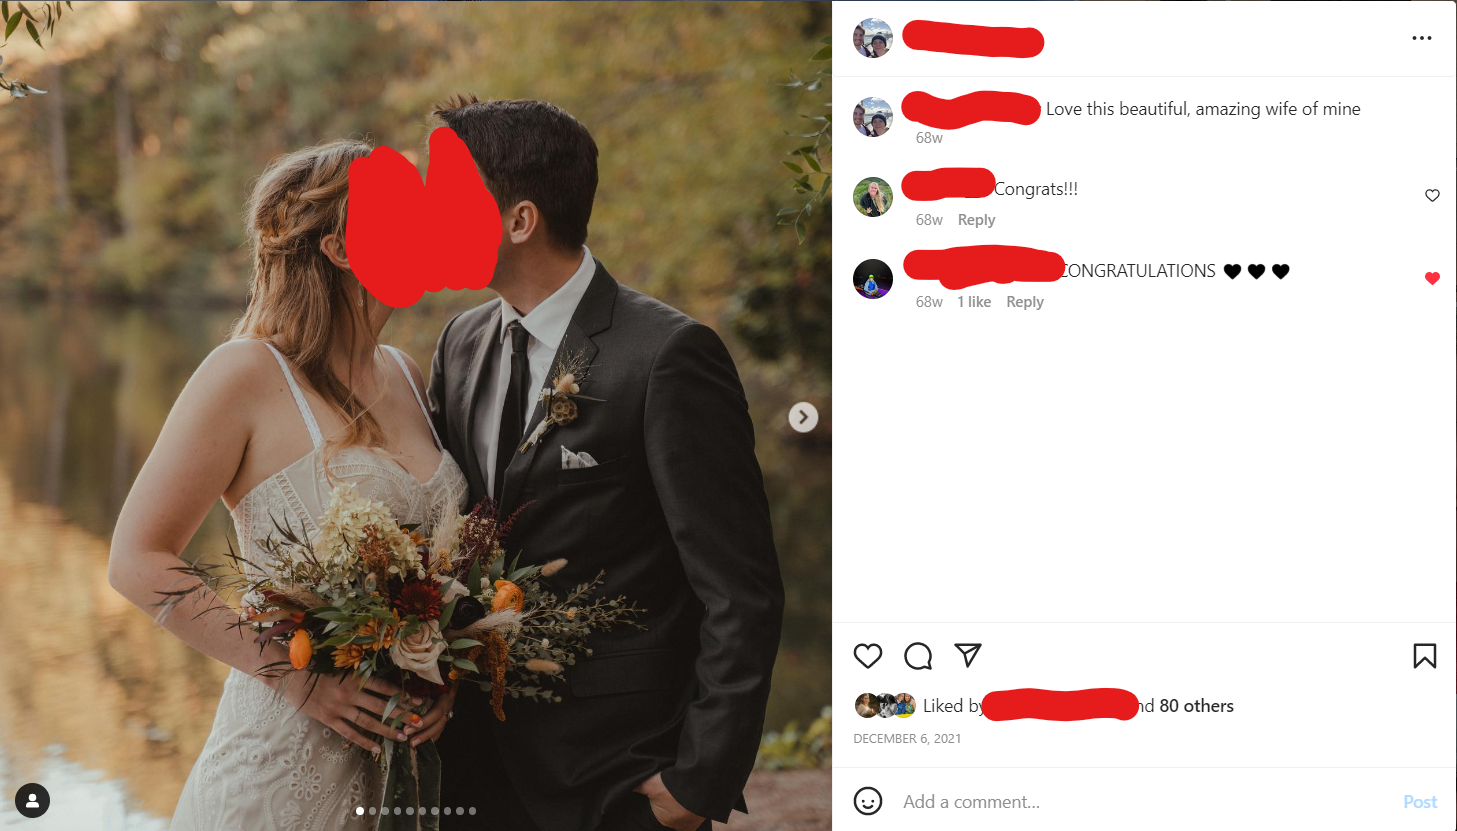 Love this beautiful, amazing wife of mine
68w
Congrats!!!
68w Reply
CONGRATULATIONS 🖤 🖤 🖤
68w 1 like Reply
Liked by nd 80 others
DECEMBER 6, 2021
Add a comment... Post